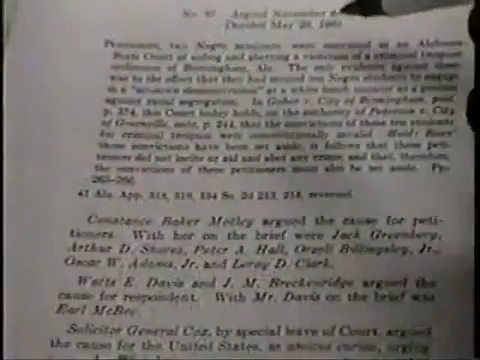 No. 67 Argued November
Decided May 20, 1963
Petitioners, two Negro ministers, were convicted in an Alabama
State Court of aiding and abetting a violation of a criminal trespass
ordinance of Birmingham, Ala. The only evidence against them
was to the effect that they had incited ten Negro students to engage
in a "sitdown demonstration" at a white lunch counter as a protest
against racial segregation. In Gober v. City of Birmingham, post,
p. 374, this Court today holds, on the authority of Peterson v. City
of Greenville, ante, p. 244, that the convictions of those ten students
for criminal trespass were constitutionally invalid. Held: Since
those convictions have been set aside, it follows that these peti-
tioners did not incite or aid and abet any crime, and that, therefore,
the convictions of these petitioners must also be set aside. Pp.
262-266.
41 Ala. App. 318, 319, 134 So. 2d 213, 214, reversed.
Constance Baker Motley argued the cause for peti-
tioners. With her on the brief were Jack Greenberg,
Arthur D. Shores, Peter A. Hall, Orzell Billingsley, Jr.,
Oscar W. Adams, Jr. and Leroy D. Clark.
Watts E. Davis and J. M. Breckenridge argued the
cause for respondent. With Mr. Davis on the brief was
Earl McBee.
Solicitor General Cox, by special leave of Court, argued
the cause for the United States, as amicus curiae, urging